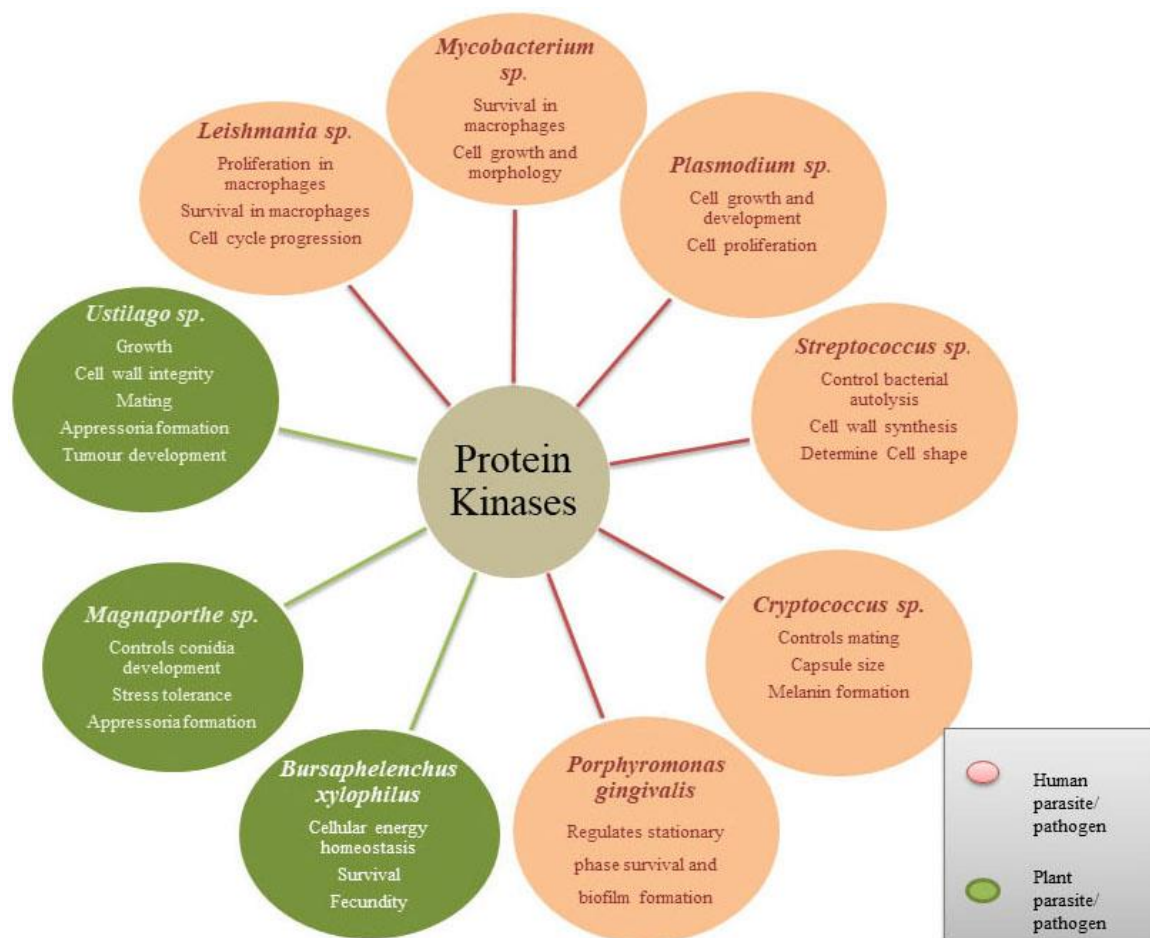 Mycobacterium
sp.
Survival in
macrophages
Cell growth and
morphology
Leishmania sp.
Proliferation in
macrophages
Survival in macrophages
Cell cycle progression
Plasmodium sp.
Cell growth and
development
Cell proliferation
Ustilago sp.
Growth
Cell wall integrity
Mating
Appressoria formation
Tumour development
Streptococcus sp.
Control bacterial
autolysis
Cell wall synthesis
Determine Cell shape
Protein
Kinases
Magnaporthe sp.
Controls conidia
development
Stress tolerance
Appressoria formation
Cryptococcus sp.
Controls mating
Capsule size
Melanin formation
Bursaphelenchus
xylophilus
Cellular energy
homeostasis
Survival
Fecundity
Porphyromonas
gingivalis
Regulates stationary
phase survival and
biofilm formation
Human
parasite/
pathogen
Plant
parasite/
pathogen